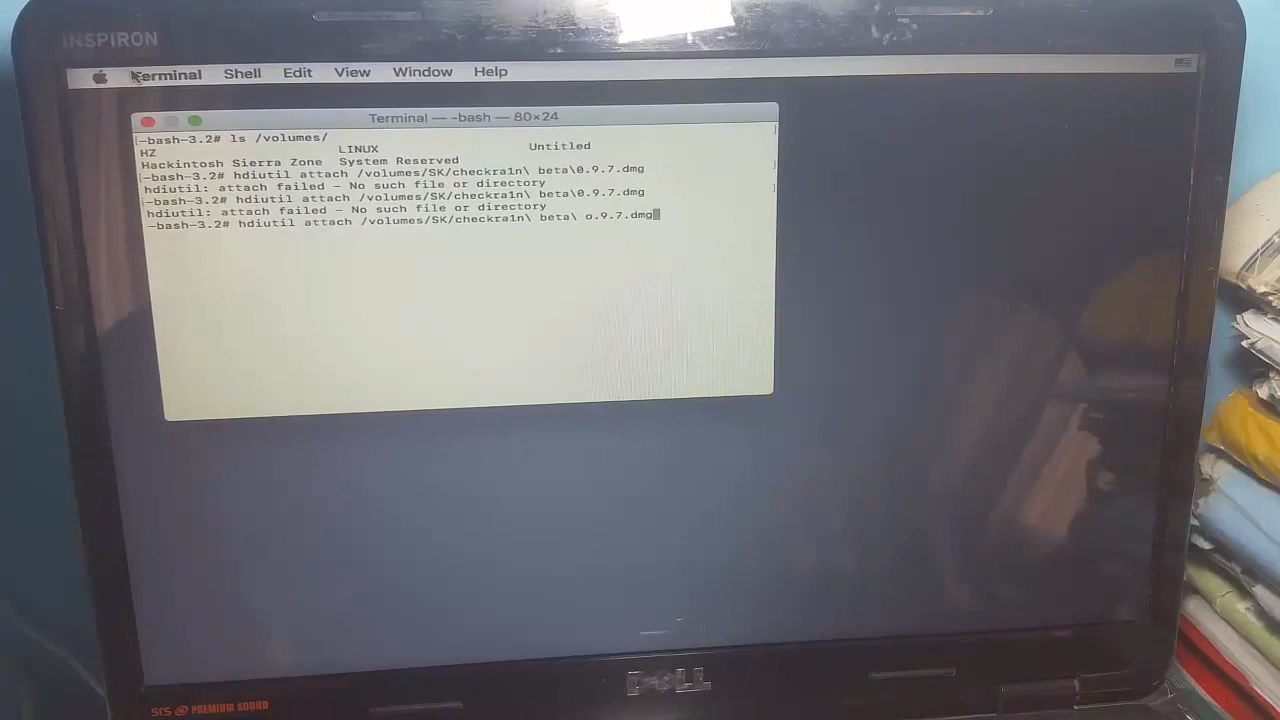 INSPIRON
Terminal Shell Edit View Window Help
Terminal — -bash — 80×24
-bash-3.2# ls /volumes/
HZ LINUX Untitled
Hackintosh Sierra Zone System Reserved
-bash-3.2# hdiutil attach /volumes/SK/checkra1n\ beta\0.9.7.dmg
hdiutil: attach failed - No such file or directory
-bash-3.2# hdiutil attach /volumes/SK/checkra1n\ beta\0.9.7.dmg
hdiutil: attach failed - No such file or directory
-bash-3.2# hdiutil attach /volumes/SK/checkra1n\ beta\ o.9.7.dmg
DELL
SRS PREMIUM SOUND